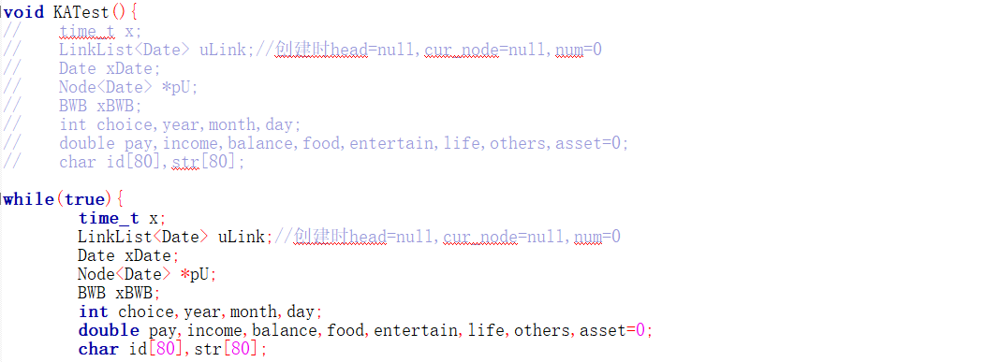 void KATest(){
//    time_t x;
//    LinkList<Date> uLink;//创建时head=null,cur_node=null,num=0
//    Date xDate;
//    Node<Date> *pU;
//    BWB xBWB;
//    int choice,year,month,day;
//    double pay,income,balance,food,entertain,life,others,asset=0;
//    char id[80],str[80];
while(true){
        time_t x;
        LinkList<Date> uLink;//创建时head=null,cur_node=null,num=0
        Date xDate;
        Node<Date> *pU;
        BWB xBWB;
        int choice,year,month,day;
        double pay,income,balance,food,entertain,life,others,asset=0;
        char id[80],str[80];